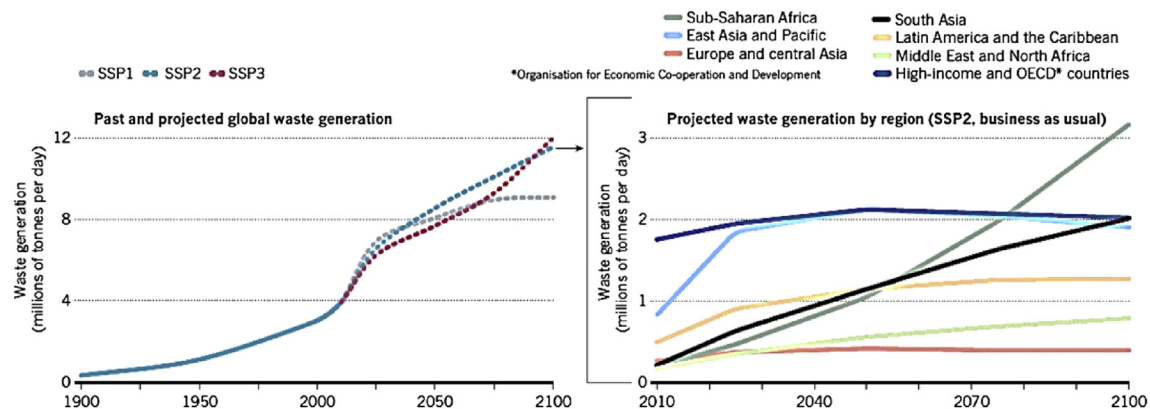 Sub-Saharan Africa
East Asia and Pacific
Europe and central Asia
South Asia
Latin America and the Caribbean
Middle East and North Africa
High-income and OECD* countries
*Organisation for Economic Co-operation and Development
SSP1 SSP2 SSP3
Past and projected global waste generation
Waste generation
(millions of tonnes per day)
12
8
4
0
1900 1950 2000 2050 2100
Projected waste generation by region (SSP2, business as usual)
Waste generation
(millions of tonnes per day)
3
2
1
0
2010 2040 2070 2100